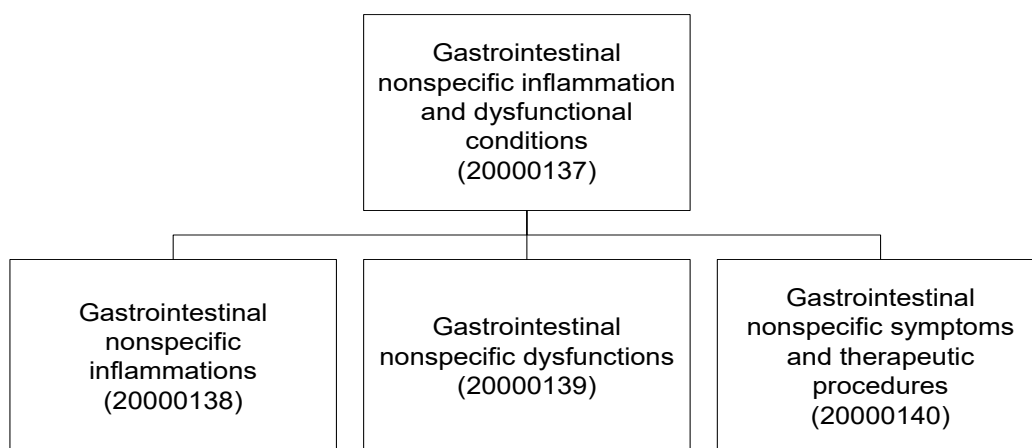 Gastrointestinal
nonspecific inflammation
and dysfunctional
conditions
(20000137)
Gastrointestinal
nonspecific
inflammations
(20000138)
Gastrointestinal
nonspecific dysfunctions
(20000139)
Gastrointestinal
nonspecific symptoms
and therapeutic
procedures
(20000140)